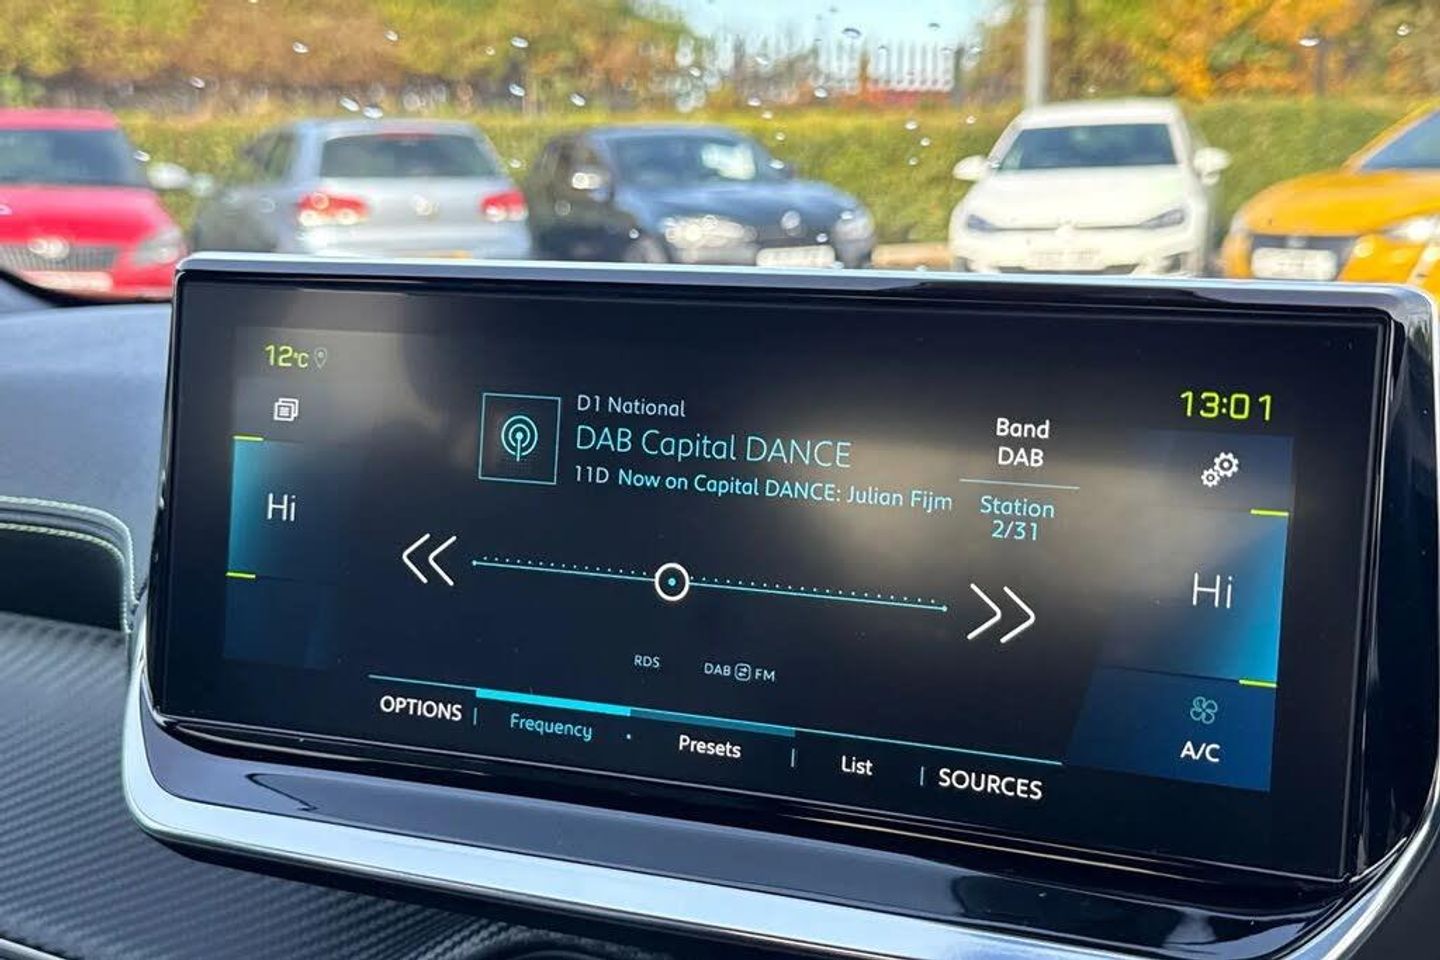 12°C
13:01
D1 National
DAB Capital DANCE
11D Now on Capital DANCE: Julian Fijm
Band
DAB
Station
2/31
Hi
Hi
RDS
DAB FM
OPTIONS
Frequency
Presets
List
SOURCES
A/C